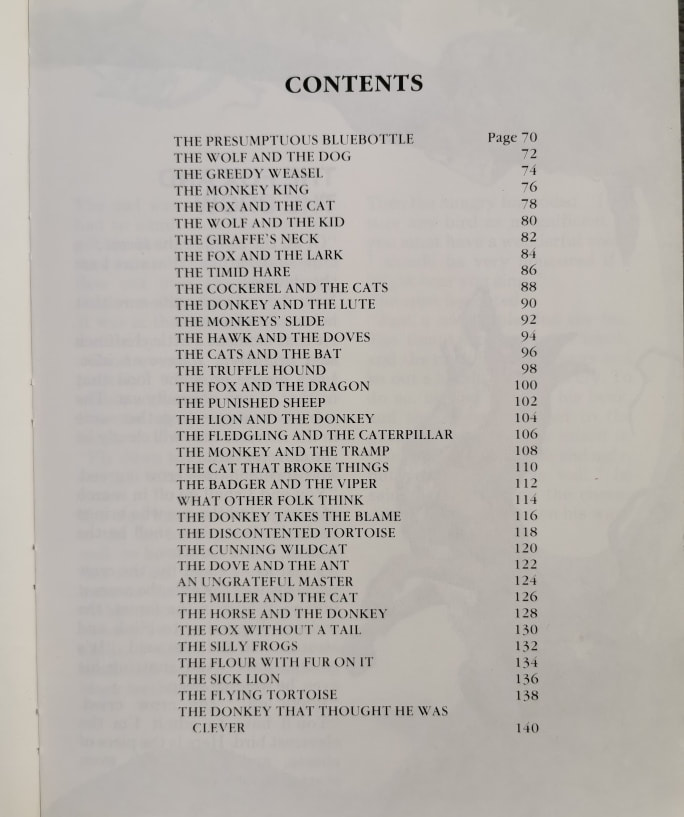 CONTENTS
THE PRESUMPTUOUS BLUEBOTTLE Page 70
THE WOLF AND THE DOG 72
THE GREEDY WEASEL 74
THE MONKEY KING 76
THE FOX AND THE CAT 78
THE WOLF AND THE KID 80
THE GIRAFFE'S NECK 82
THE FOX AND THE LARK 84
THE TIMID HARE 86
THE COCKEREL AND THE CATS 88
THE DONKEY AND THE LUTE 90
THE MONKEYS' SLIDE 92
THE HAWK AND THE DOVES 94
THE CATS AND THE BAT 96
THE TRUFFLE HOUND 98
THE FOX AND THE DRAGON 100
THE PUNISHED SHEEP 102
THE LION AND THE DONKEY 104
THE FLEDGLING AND THE CATERPILLAR 106
THE MONKEY AND THE TRAMP 108
THE CAT THAT BROKE THINGS 110
THE BADGER AND THE VIPER 112
WHAT OTHER FOLK THINK 114
THE DONKEY TAKES THE BLAME 116
THE DISCONTENTED TORTOISE 118
THE CUNNING WILDCAT 120
THE DOVE AND THE ANT 122
AN UNGRATEFUL MASTER 124
THE MILLER AND THE CAT 126
THE HORSE AND THE DONKEY 128
THE FOX WITHOUT A TAIL 130
THE SILLY FROGS 132
THE FLOUR WITH FUR ON IT 134
THE SICK LION 136
THE FLYING TORTOISE 138
THE DONKEY THAT THOUGHT HE WAS
CLEVER 140